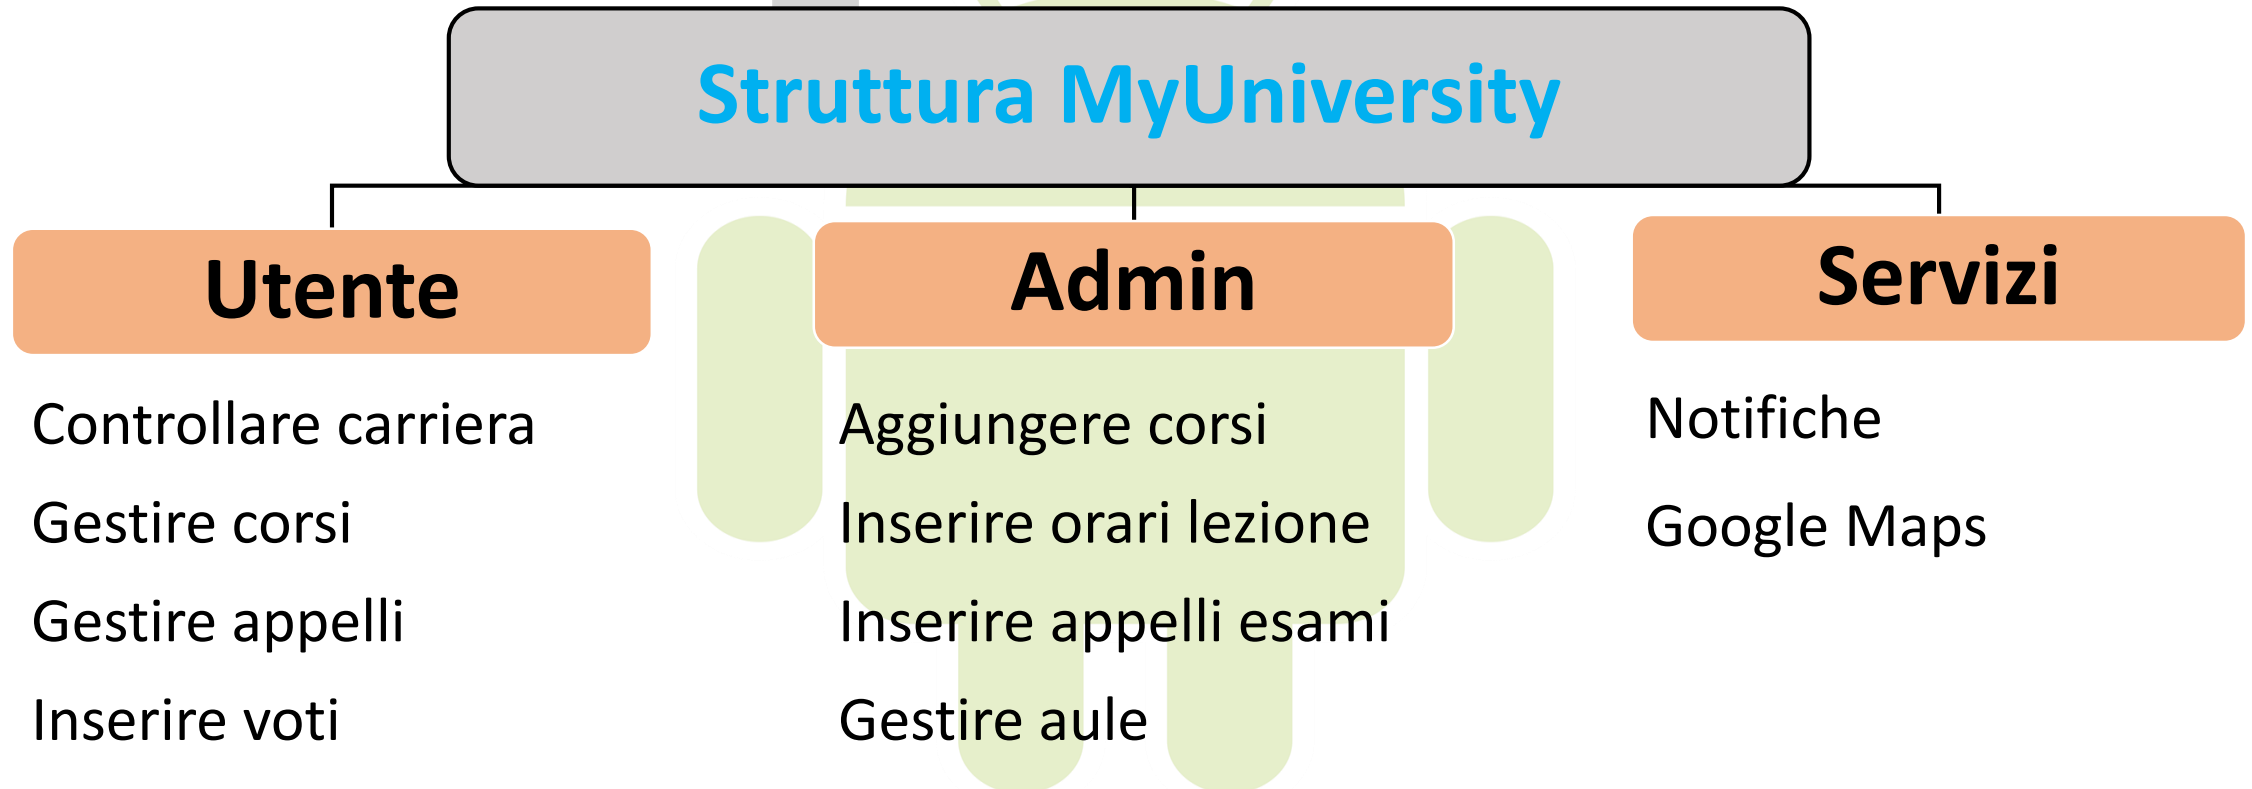 Struttura MyUniversity
Utente
Controllare carriera
Gestire corsi
Gestire appelli
Inserire voti
Admin
Aggiungere corsi
Inserire orari lezione
Inserire appelli esami
Gestire aule
Servizi
Notifiche
Google Maps